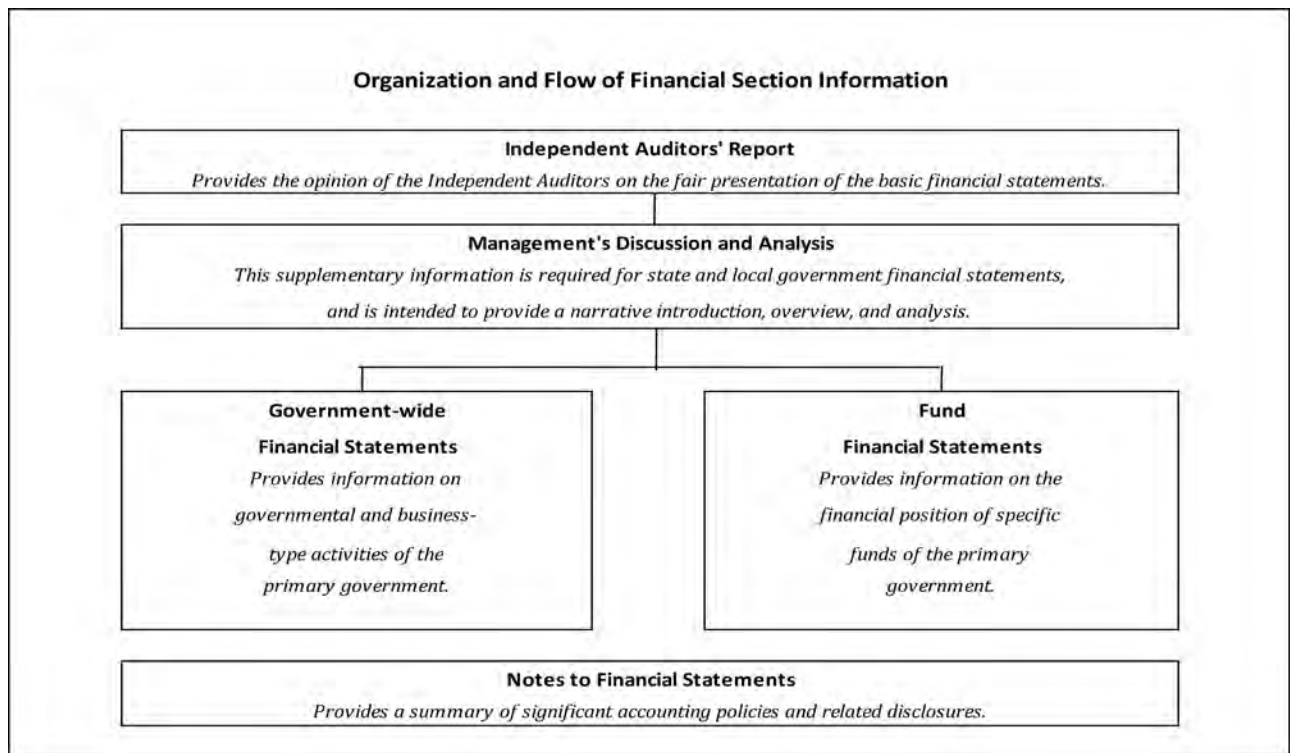 Organization and Flow of Financial Section Information
Independent Auditors' Report
Provides the opinion of the Independent Auditors on the fair presentation of the basic financial statements.
Management's Discussion and Analysis
This supplementary information is required for state and local government financial statements,
and is intended to provide a narrative introduction, overview, and analysis.
Government-wide
Financial Statements
Provides information on
governmental and business-
type activities of the
primary government.
Fund
Financial Statements
Provides information on the
financial position of specific
funds of the primary
government.
Notes to Financial Statements
Provides a summary of significant accounting policies and related disclosures.